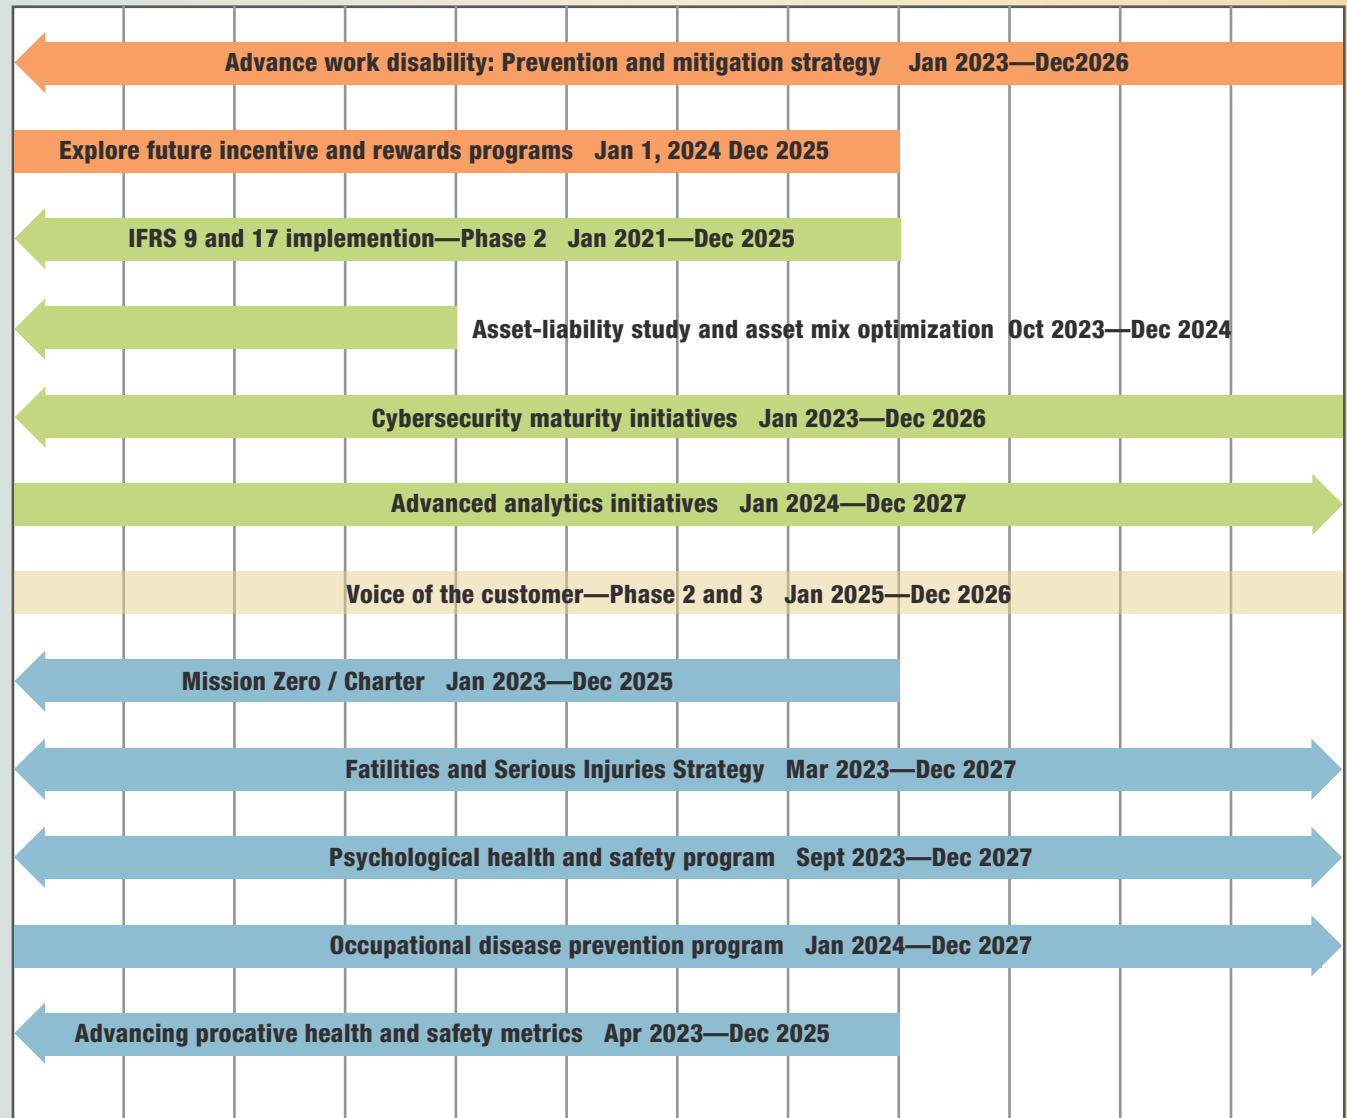 Advance work disability: Prevention and mitigation strategy Jan 2023—Dec2026
Explore future incentive and rewards programs Jan 1, 2024 Dec 2025
IFRS 9 and 17 implemention—Phase 2 Jan 2021—Dec 2025
Asset-liability study and asset mix optimization Oct 2023—Dec 2024
Cybersecurity maturity initiatives Jan 2023—Dec 2026
Advanced analytics initiatives Jan 2024—Dec 2027
Voice of the customer—Phase 2 and 3 Jan 2025—Dec 2026
Mission Zero / Charter Jan 2023—Dec 2025
Fatilities and Serious Injuries Strategy Mar 2023—Dec 2027
Psychological health and safety program Sept 2023—Dec 2027
Occupational disease prevention program Jan 2024—Dec 2027
Advancing procative health and safety metrics Apr 2023—Dec 2025